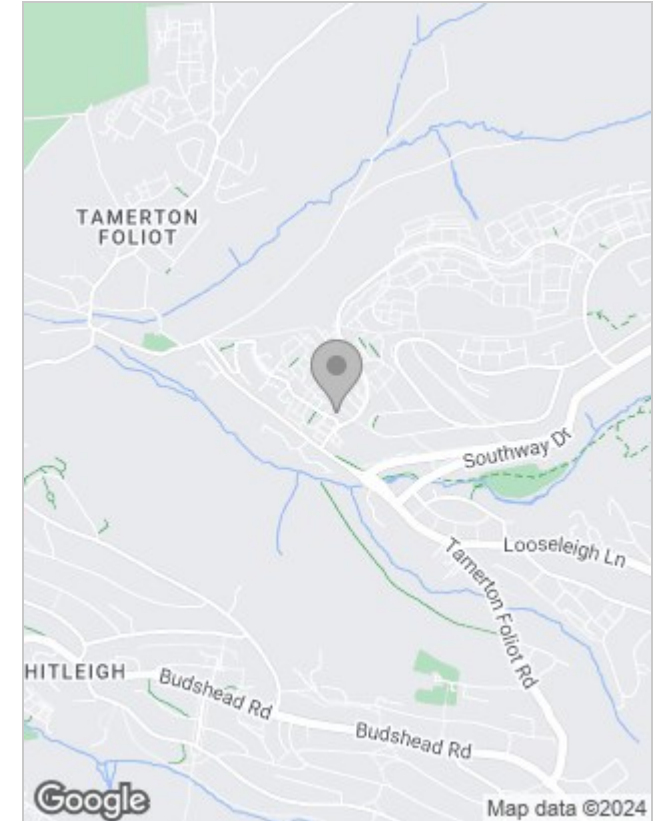 TAMERTON
FOLIOT
Southway Dr
Looseleigh Ln
Tamerton Foliot Rd
HITLEIGH
Budshead Rd
Budshead Rd
Google
Map data ©2024